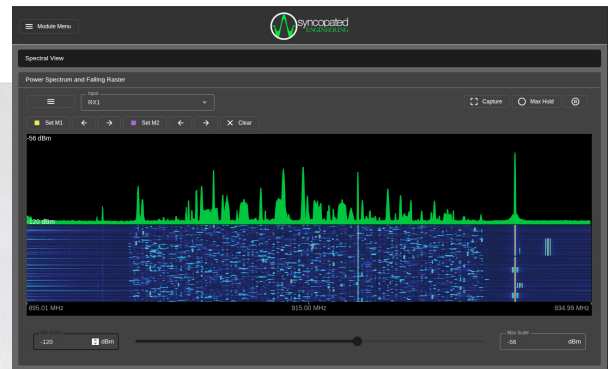 Module Menu
syncopated
ENGINEERING
Spectral View
Power Spectrum and Falling Raster
Input
RX1
Capture
Max Hold
Set M1
Set M2
Clear
-56 dBm
-120 dBm
895.01 MHz
915.00 MHz
934.99 MHz
Min Scale
-120
dBm
Max Scale
-56
dBm